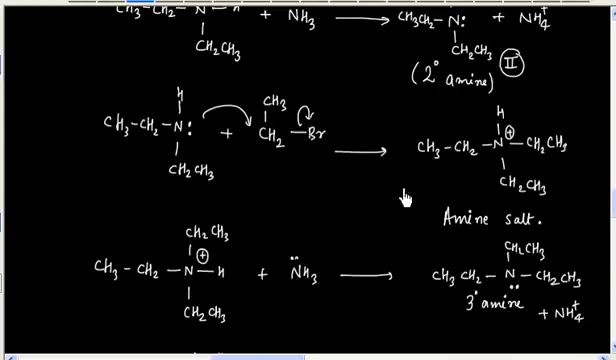 CH3-CH2-N-H + NH3 → CH3CH2-N: + NH4+
CH2CH3
CH2CH3
(2° amine) II
H
CH3
H
CH3-CH2-N: + CH2-Br → CH3-CH2-N-CH2CH3
⊕
CH2CH3
CH2CH3
Amine salt.
CH2CH3
⊕
CH2CH3
CH3-CH2-N-H + N̈H3 → CH3CH2-N̈-CH2CH3
CH2CH3
3° amine + NH4+